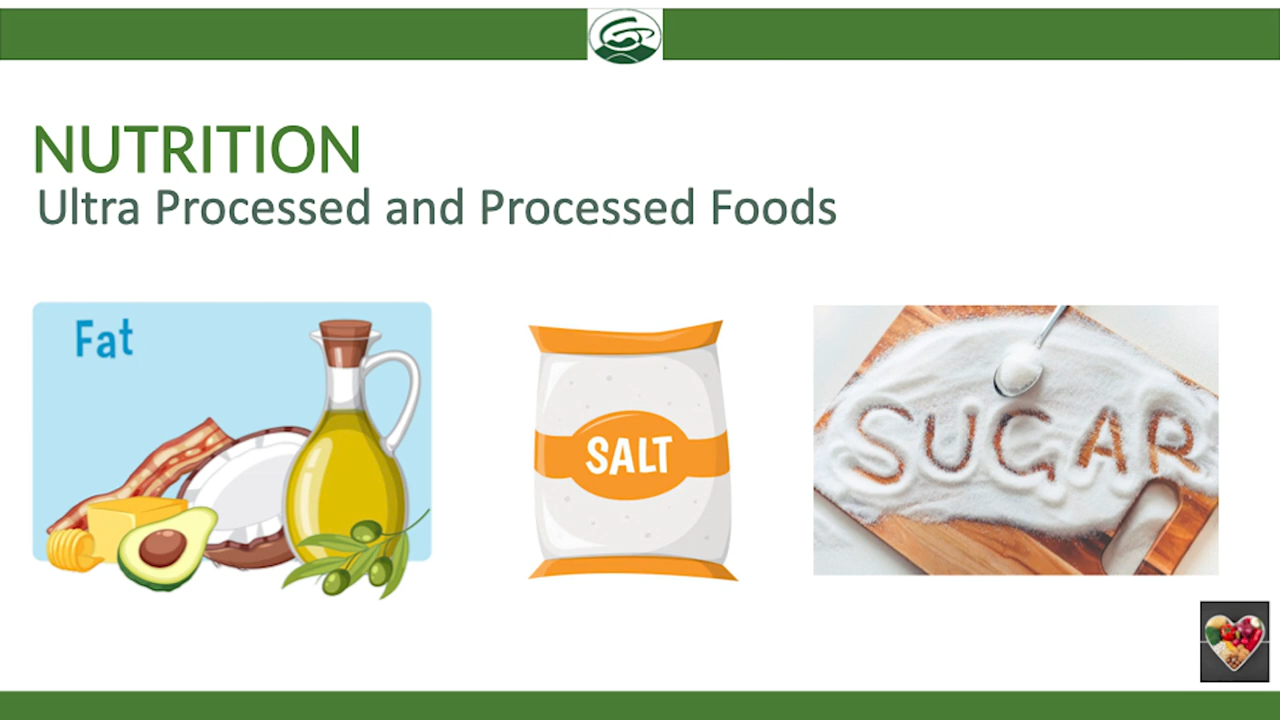 NUTRITION
Ultra Processed and Processed Foods
Fat
SALT
SUGAR